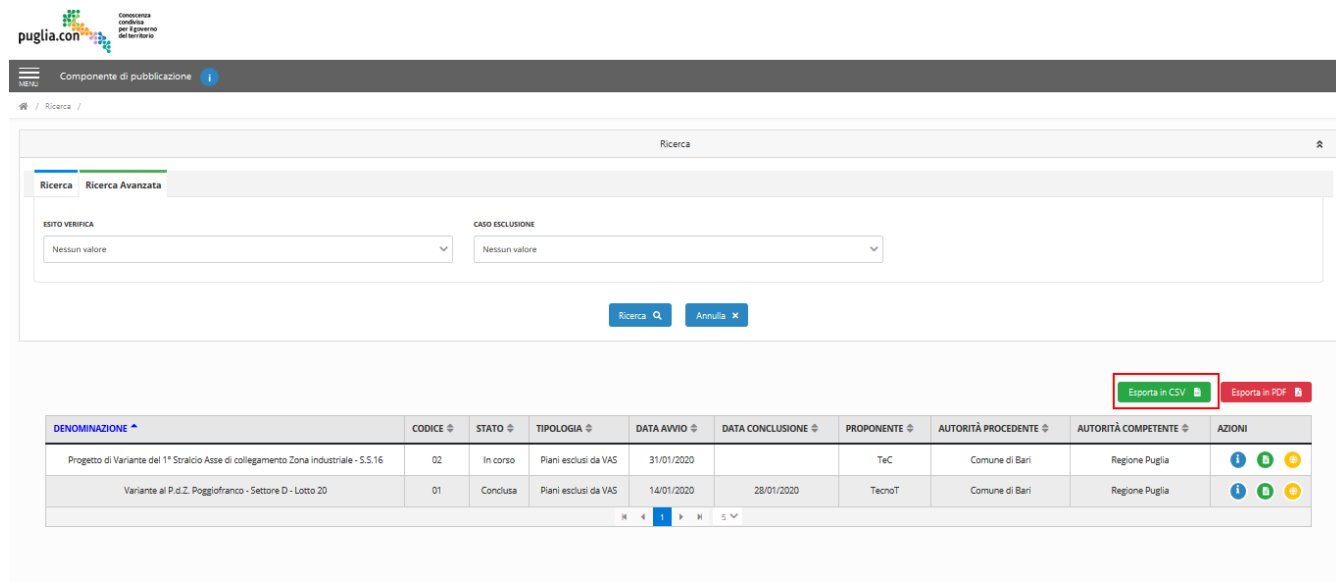 puglia.con
Conoscenza
condivisa
per il governo
del territorio
MENU
Componente di pubblicazione i
/ Ricerca /
Ricerca
Ricerca Ricerca Avanzata
ESITO VERIFICA CASO ESCLUSIONE
Nessun valore Nessun valore
Ricerca Annulla
Esporta in CSV Esporta in PDF
DENOMINAZIONE CODICE STATO TIPOLOGIA DATA AVVIO DATA CONCLUSIONE PROPONENTE AUTORITÀ PROCEDENTE AUTORITÀ COMPETENTE AZIONI
Progetto di Variante del 1° Stralcio Asse di collegamento Zona industriale - S.S.16 02 In corso Piani esclusi da VAS 31/01/2020 TeC Comune di Bari Regione Puglia
Variante al P.d.Z. Poggiofranco - Settore D - Lotto 20 01 Conclusa Piani esclusi da VAS 14/01/2020 28/01/2020 TecnoT Comune di Bari Regione Puglia
1 5